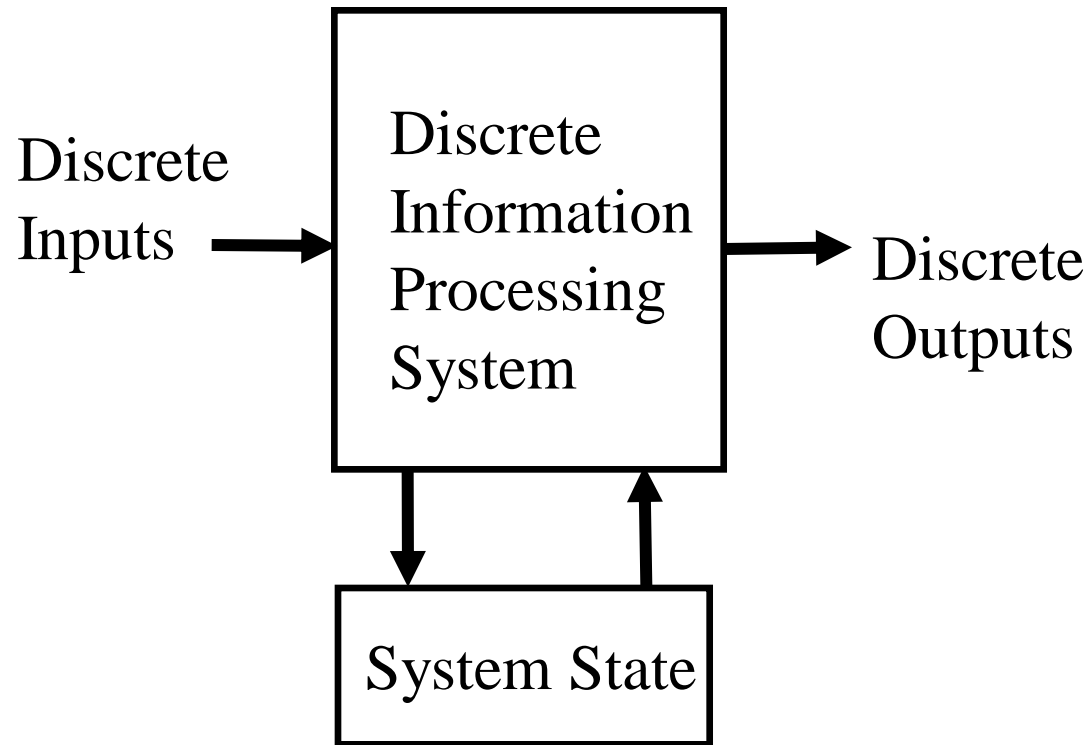 Discrete
Inputs
Discrete
Information
Processing
System
Discrete
Outputs
System State